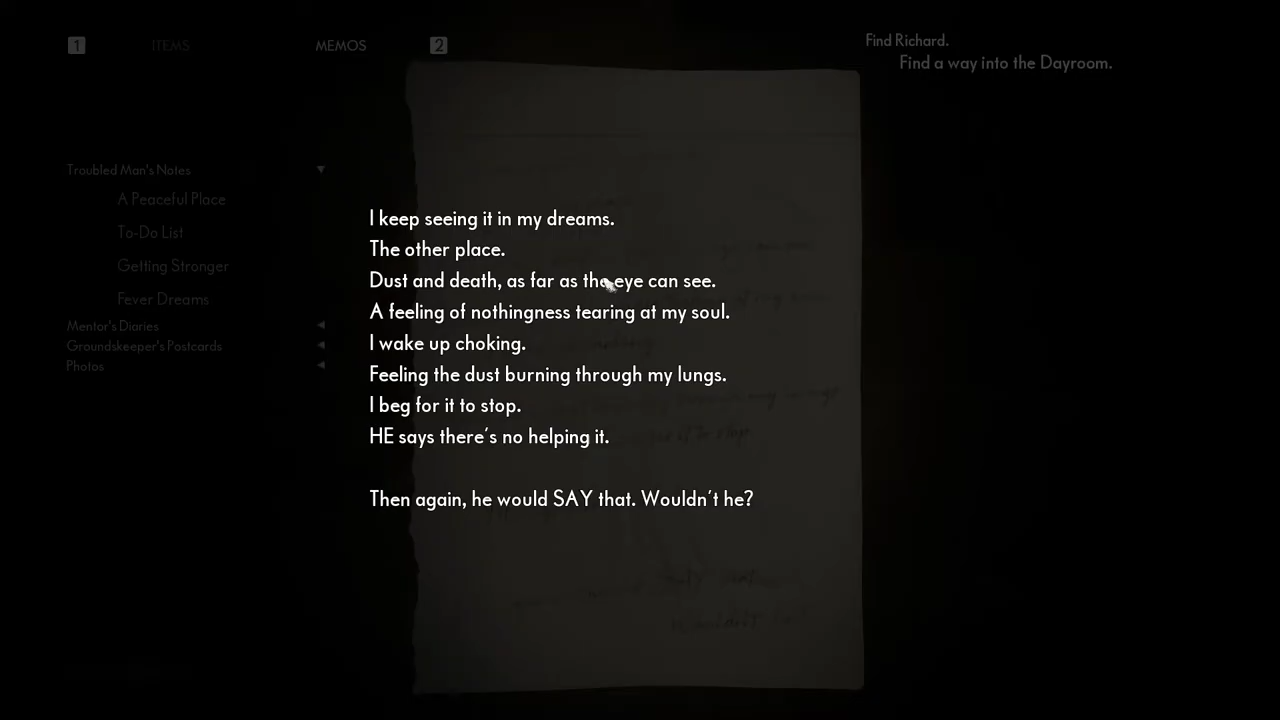 1
ITEMS
MEMOS
2
Find Richard.
Find a way into the Dayroom.
Troubled Man's Notes
A Peaceful Place
To-Do List
Getting Stronger
Fever Dreams
Mentor's Diaries
Groundskeeper's Postcards
Photos
I keep seeing it in my dreams.
The other place.
Dust and death, as far as the eye can see.
A feeling of nothingness tearing at my soul.
I wake up choking.
Feeling the dust burning through my lungs.
I beg for it to stop.
HE says there's no helping it.
Then again, he would SAY that. Wouldn't he?